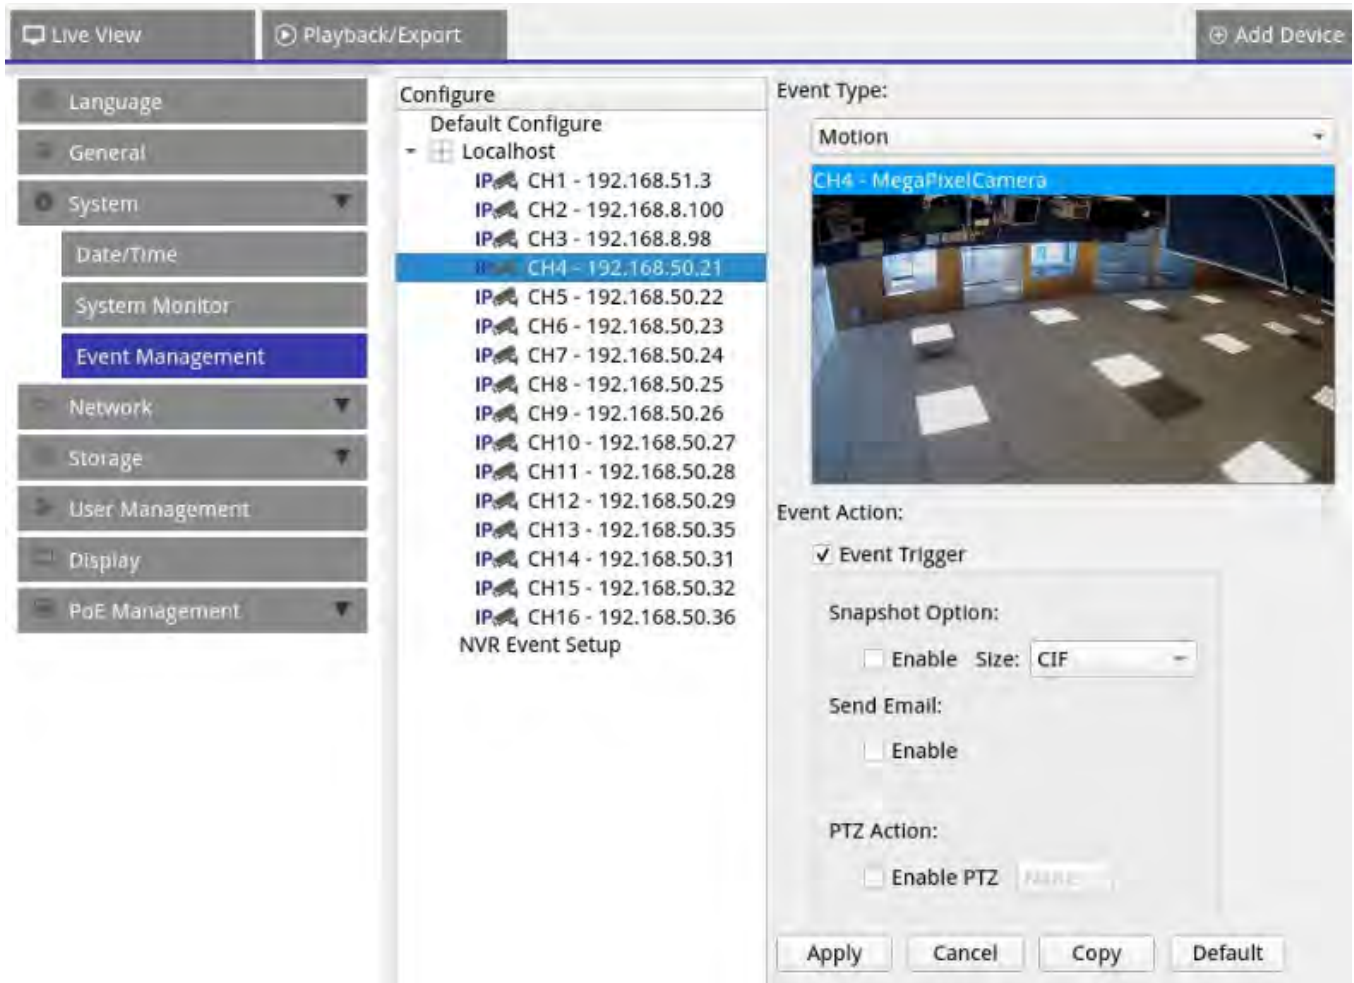 Live View
Playback/Export
Add Device
Language
General
System
Date/Time
System Monitor
Event Management
Network
Storage
User Management
Display
PoE Management
Configure
Default Configure
Localhost
IP CH1 - 192.168.51.3
IP CH2 - 192.168.8.100
IP CH3 - 192.168.8.98
IP CH4 - 192.168.50.21
IP CH5 - 192.168.50.22
IP CH6 - 192.168.50.23
IP CH7 - 192.168.50.24
IP CH8 - 192.168.50.25
IP CH9 - 192.168.50.26
IP CH10 - 192.168.50.27
IP CH11 - 192.168.50.28
IP CH12 - 192.168.50.29
IP CH13 - 192.168.50.35
IP CH14 - 192.168.50.31
IP CH15 - 192.168.50.32
IP CH16 - 192.168.50.36
NVR Event Setup
Event Type:
Motion
CH4 - MegaPixelCamera
Event Action:
Event Trigger
Snapshot Option:
Enable Size: CIF
Send Email:
Enable
PTZ Action:
Enable PTZ
Apply Cancel Copy Default